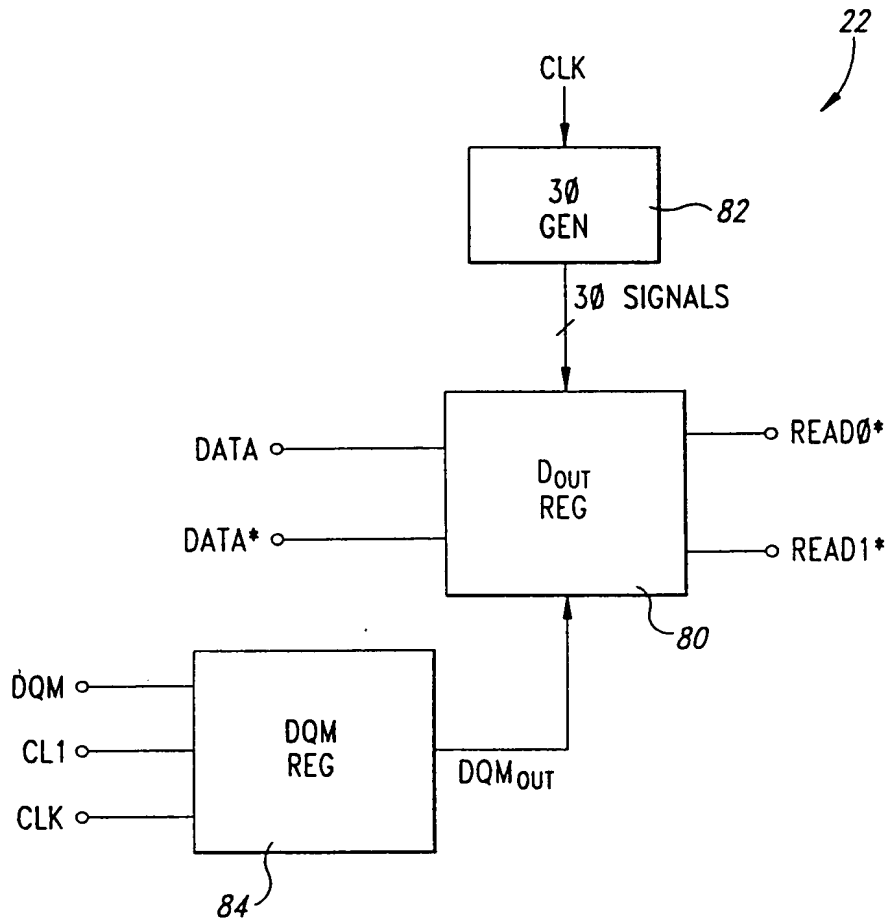 22
CLK
3Ø
GEN
82
3Ø SIGNALS
DATA
DATA*
DOUT
REG
READØ*
READ1*
80
DQM
CL1
CLK
DQM
REG
DQMOUT
84